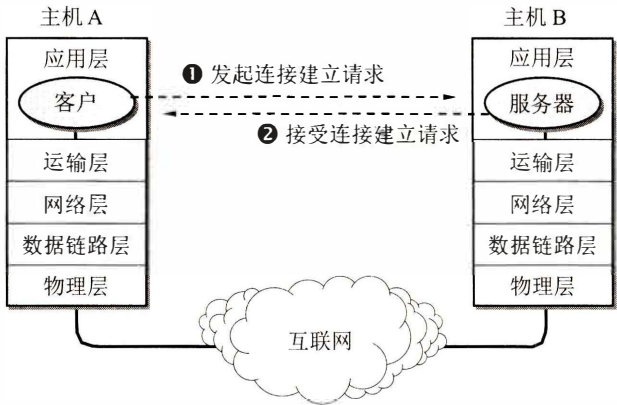 主机 A
主机 B
应用层
应用层
❶ 发起连接建立请求
客户
服务器
❷ 接受连接建立请求
运输层
运输层
网络层
网络层
数据链路层
数据链路层
物理层
物理层
互联网